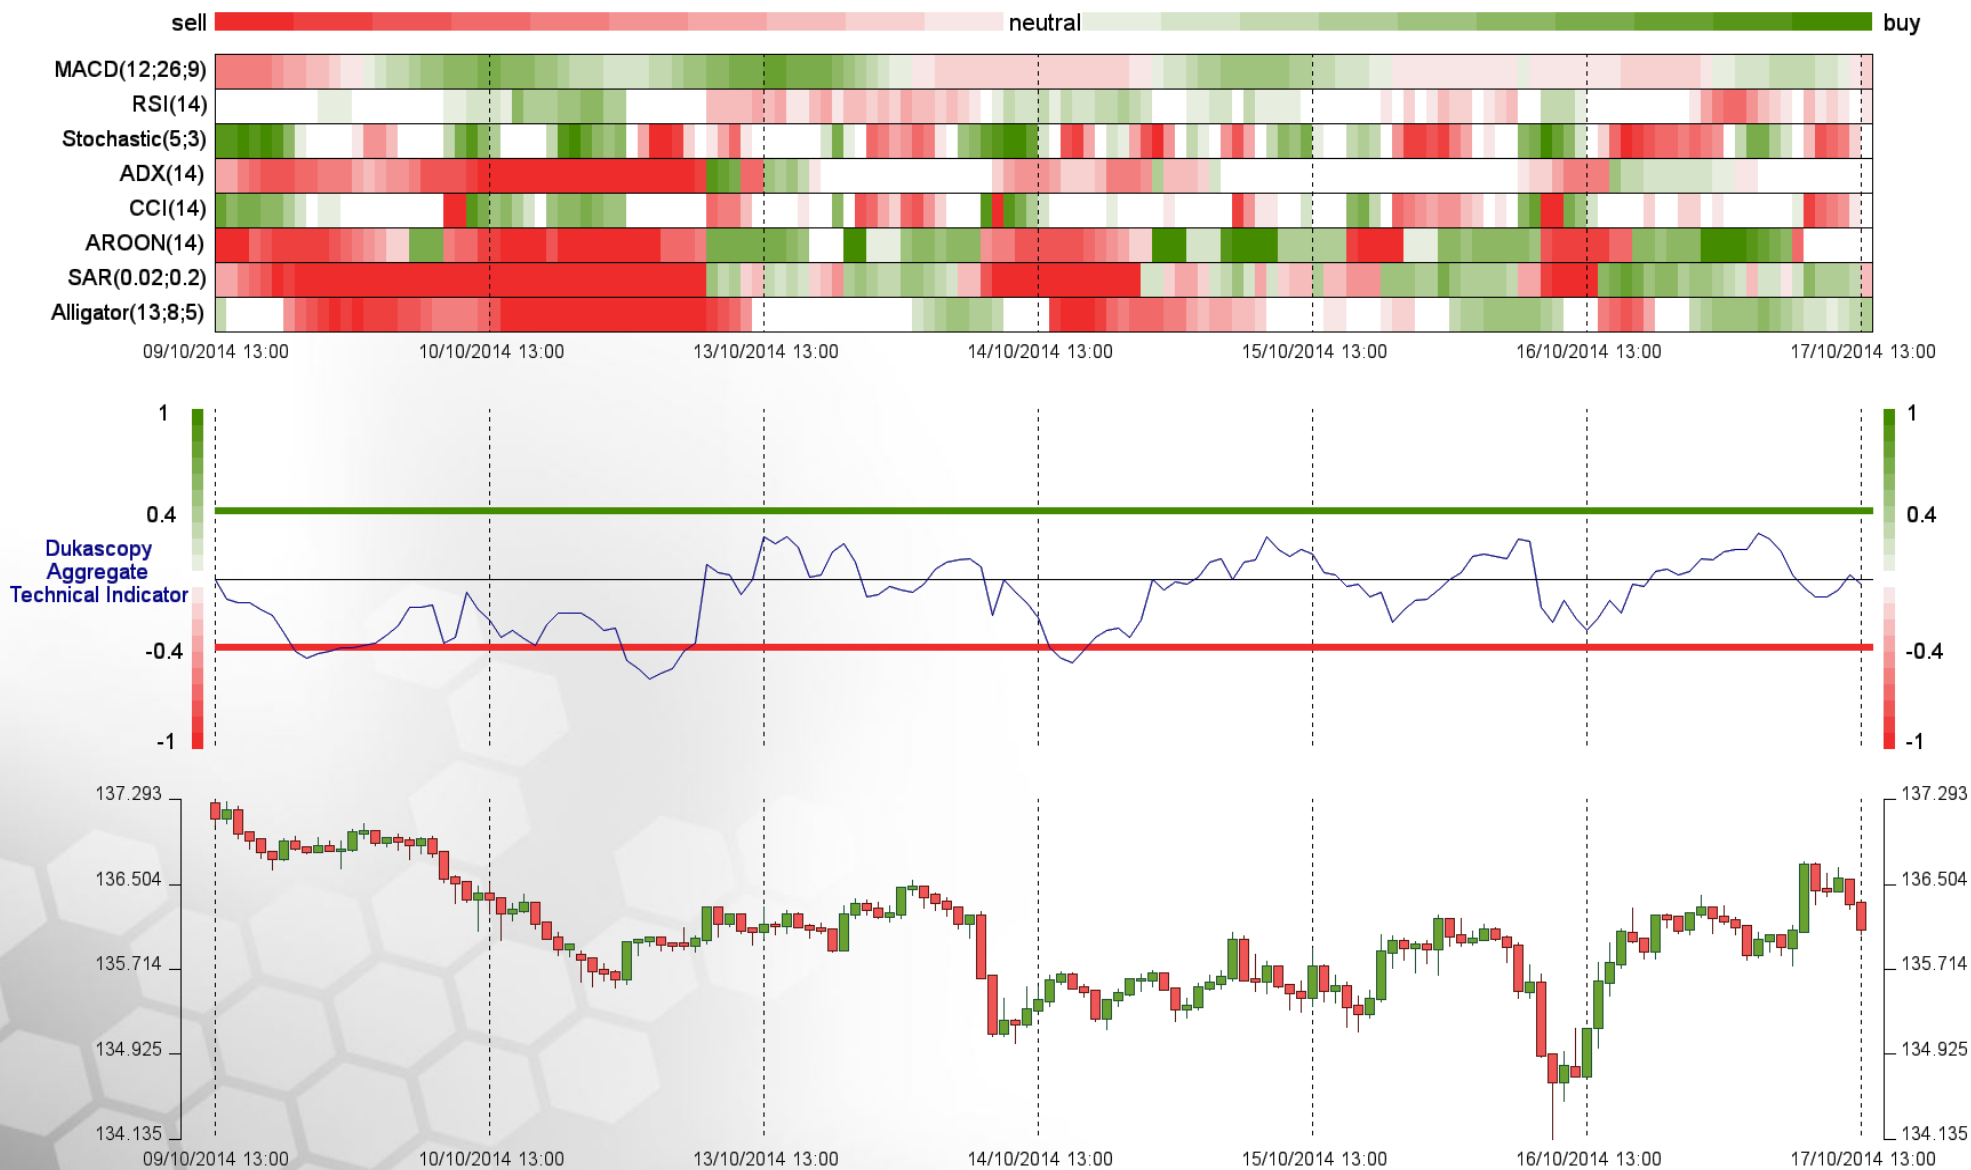 sell neutral buy
MACD(12;26;9)
RSI(14)
Stochastic(5;3)
ADX(14)
CCI(14)
AROON(14)
SAR(0.02;0.2)
Alligator(13;8;5)
09/10/2014 13:00 10/10/2014 13:00 13/10/2014 13:00 14/10/2014 13:00 15/10/2014 13:00 16/10/2014 13:00 17/10/2014 13:00
1 1
0.4 0.4
Dukascopy
Aggregate
Technical Indicator
-0.4 -0.4
-1 -1
137.293 137.293
136.504 136.504
135.714 135.714
134.925 134.925
134.135 134.135
09/10/2014 13:00 10/10/2014 13:00 13/10/2014 13:00 14/10/2014 13:00 15/10/2014 13:00 16/10/2014 13:00 17/10/2014 13:00